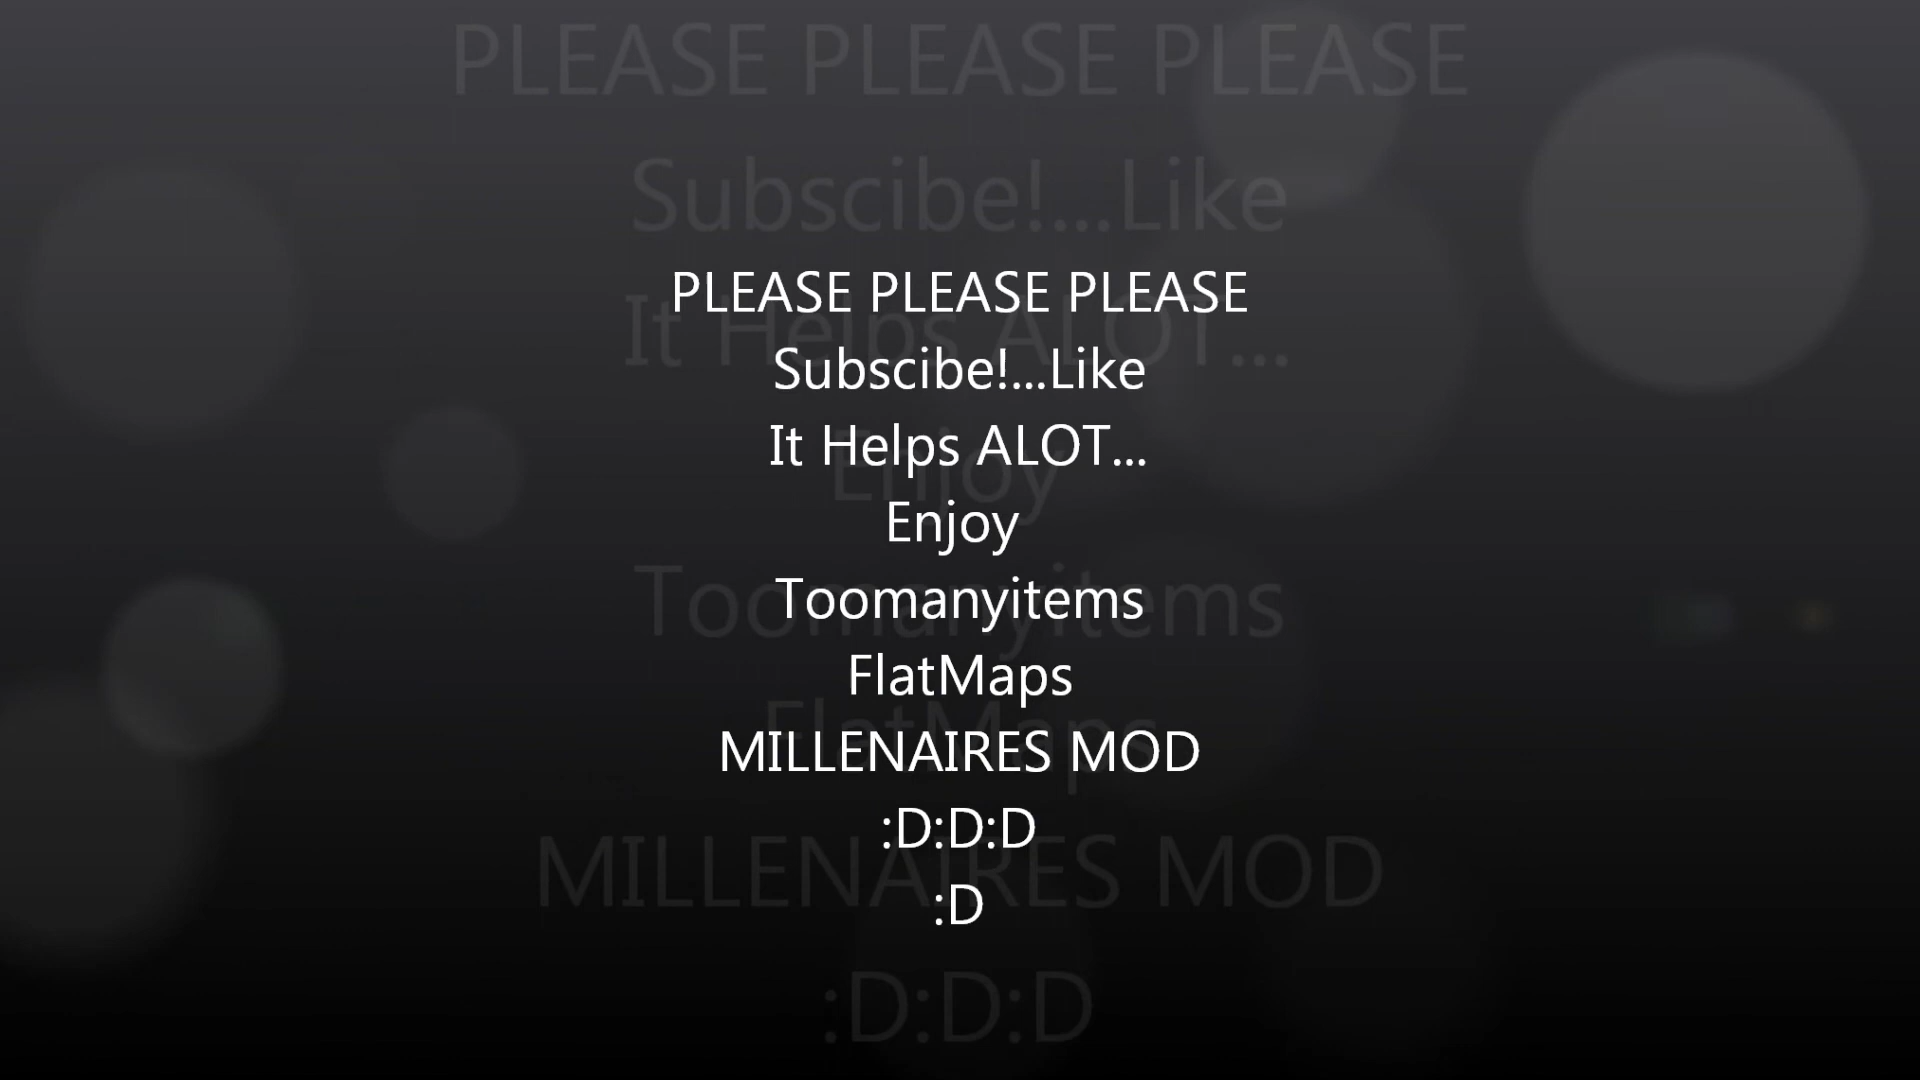 PLEASE PLEASE PLEASE
Subscibe!...Like
It Helps ALOT...
Enjoy
Toomanyitems
FlatMaps
MILLENAIRES MOD
:D:D:D
:D